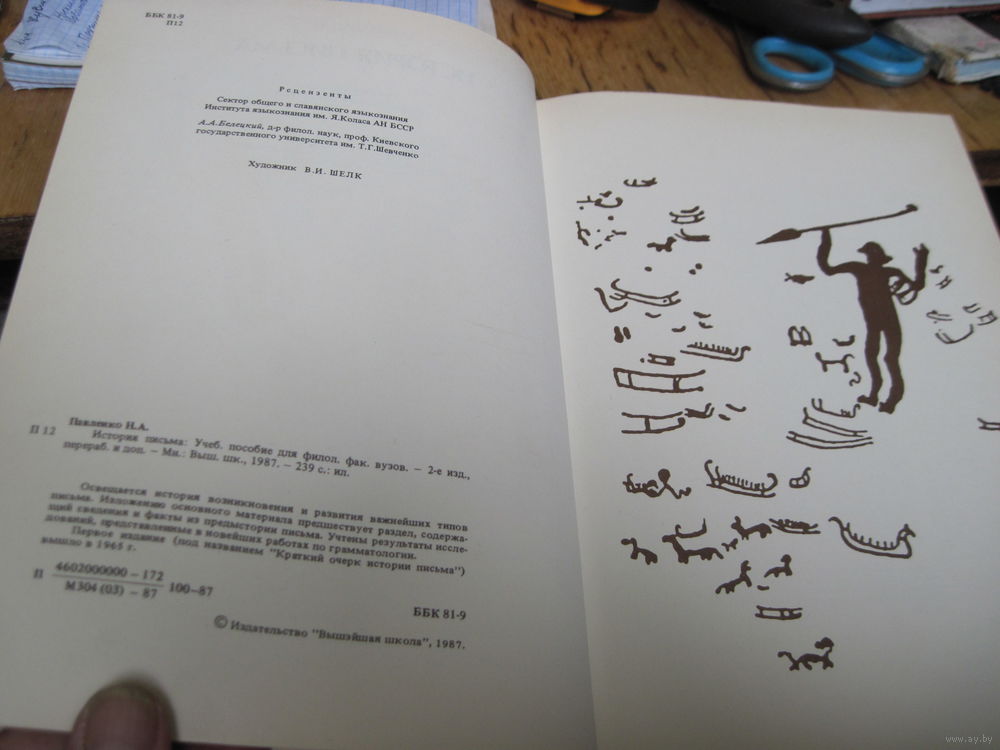 ББК 81-9
П12
Рецензенты
Сектор общего и славянского языкознания
Института языкознания им. Я.Коласа АН БССР
А.А.Белецкий, д-р филол. наук, проф. Киевского
государственного университета им. Т.Г.Шевченко
Художник В.И. ШЕЛК
Павленко Н.А.
П 12 История письма: Учеб. пособие для филол. фак. вузов. – 2-е изд.,
перераб. и доп. – Мн.: Выш. шк., 1987. – 239 с.: ил.
Освещается история возникновения и развития важнейших типов
письма. Изложению основного материала предшествует раздел, содержа-
щий сведения и факты из предыстории письма. Учтены результаты иссле-
дований, представленные в новейших работах по грамматологии.
Первое издание (под названием "Краткий очерк истории письма")
вышло в 1965 г.
П 4602000000 – 172
М304 (03) – 87 100–87
ББК 81-9
© Издательство "Вышэйшая школа", 1987.
www.ay.by